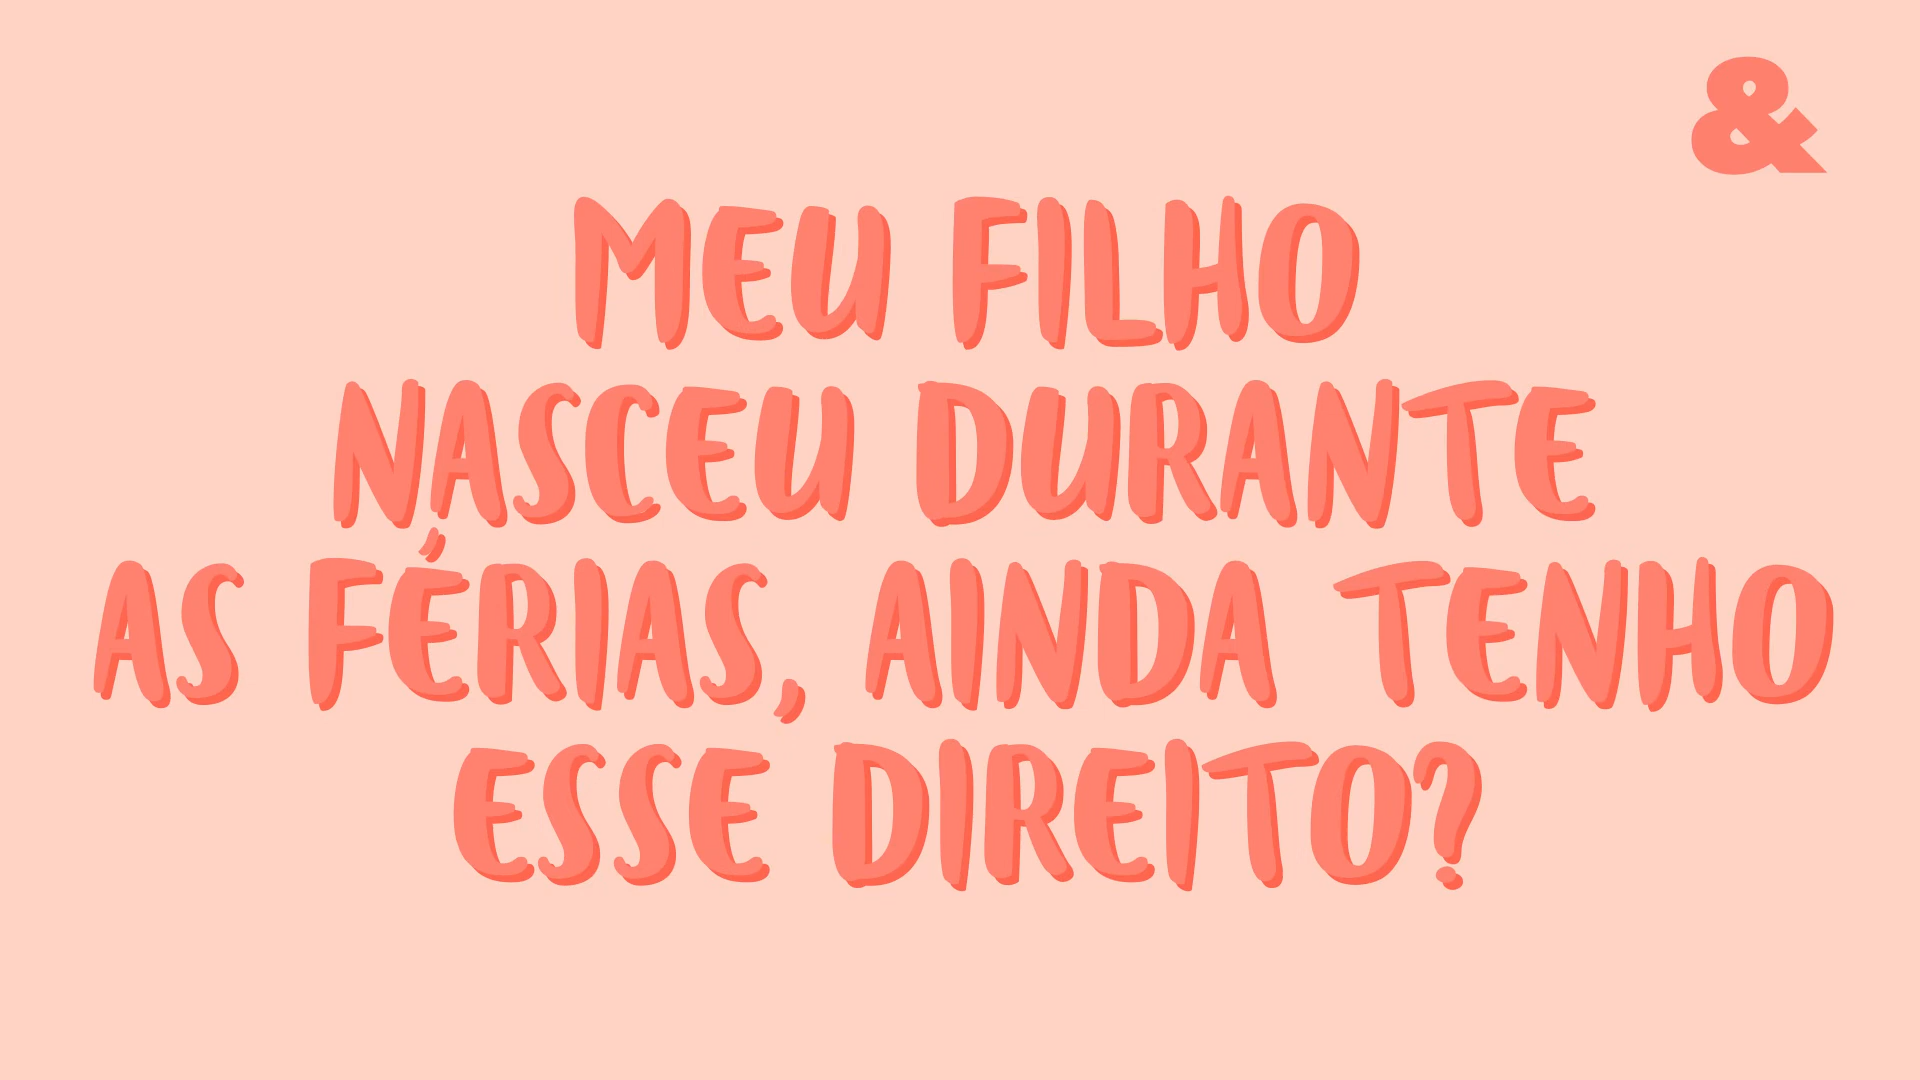 &
MEU FILHO
NASCEU DURANTE
AS FÉRIAS, AINDA TENHO
ESSE DIREITO?